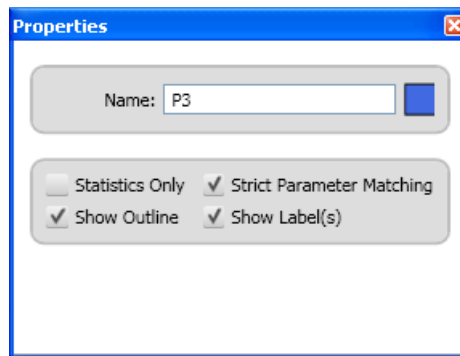 Properties
Name: P3
Statistics Only Strict Parameter Matching
Show Outline Show Label(s)